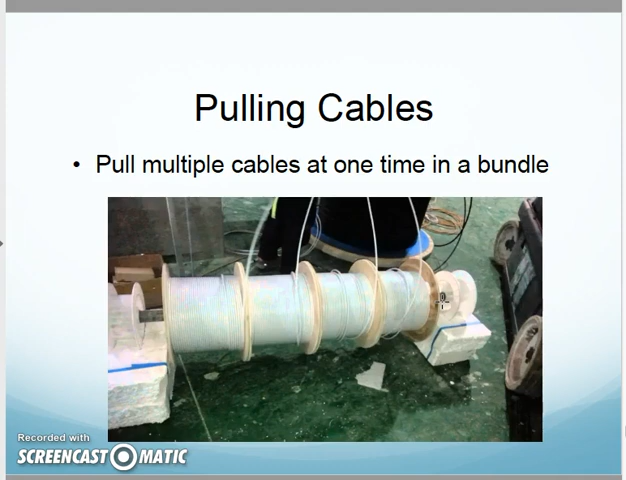 Pulling Cables
• Pull multiple cables at one time in a bundle
Recorded with
SCREENCAST-O-MATIC